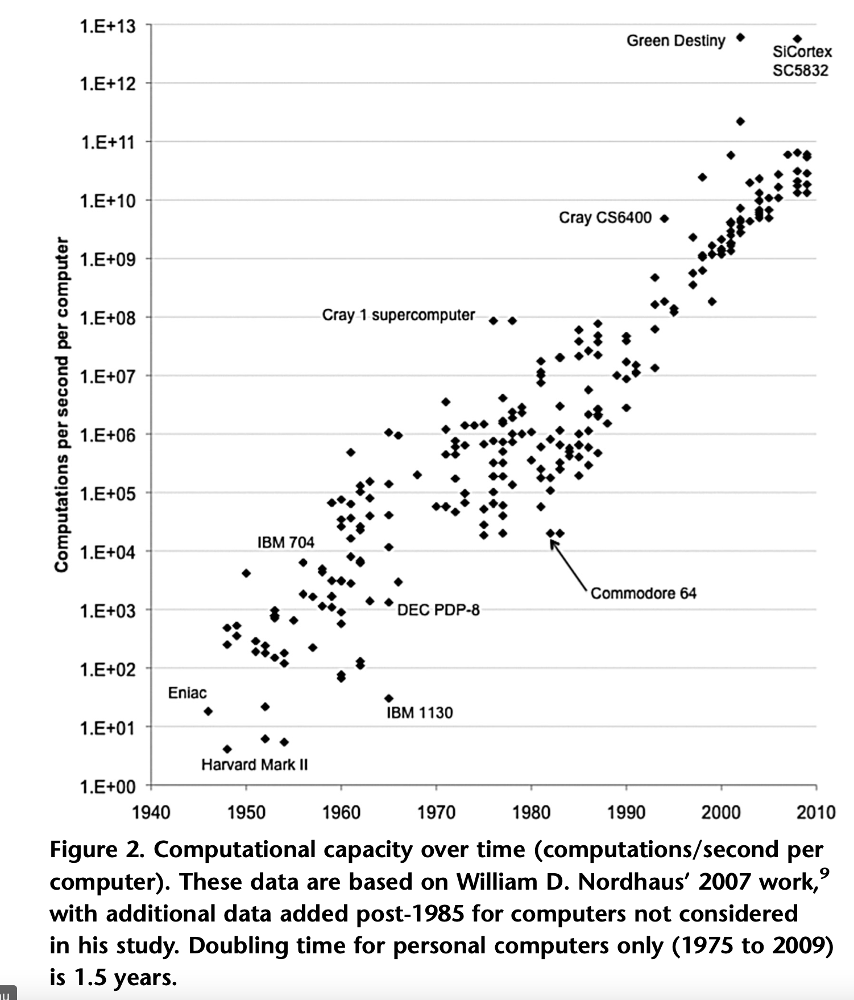 1.E+13
Green Destiny
SiCortex
SC5832
1.E+12
1.E+11
1.E+10
Cray CS6400
1.E+09
Cray 1 supercomputer
1.E+08
1.E+07
1.E+06
1.E+05
IBM 704
1.E+04
Commodore 64
1.E+03
DEC PDP-8
1.E+02
Eniac
IBM 1130
1.E+01
Harvard Mark II
1.E+00
Computations per second per computer
1940 1950 1960 1970 1980 1990 2000 2010
Figure 2. Computational capacity over time (computations/second per
computer). These data are based on William D. Nordhaus’ 2007 work,⁹
with additional data added post-1985 for computers not considered
in his study. Doubling time for personal computers only (1975 to 2009)
is 1.5 years.